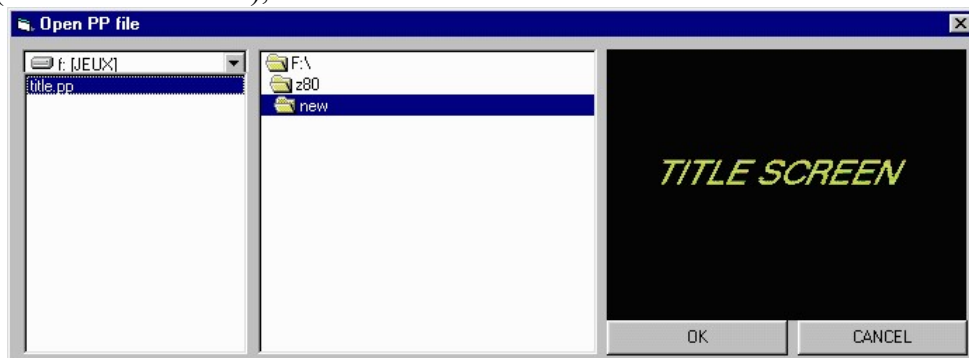 Open PP file
f: [JEUX]
title.pp
F:\
z80
new
TITLE SCREEN
OK
CANCEL